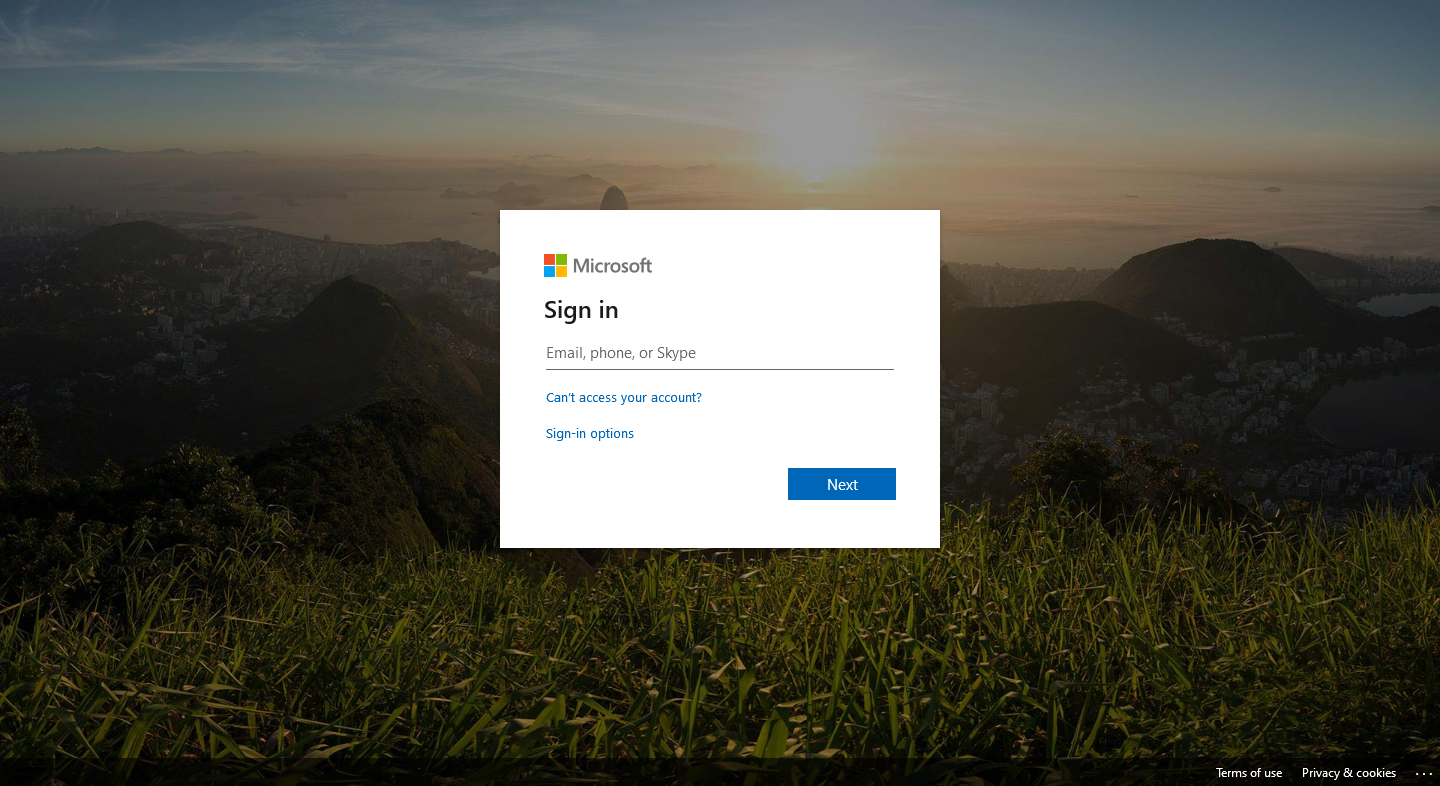 Microsoft
Sign in
Email, phone, or Skype
Can't access your account?
Sign-in options
Next
Terms of use Privacy & cookies ...